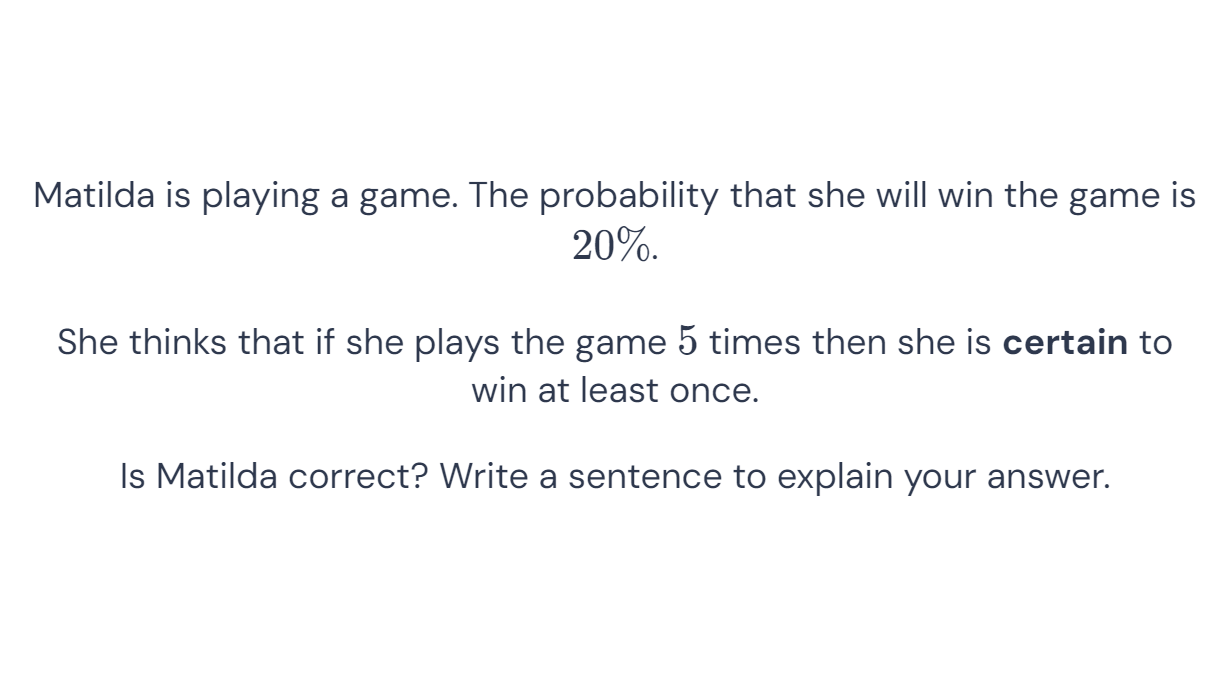 Matilda is playing a game. The probability that she will win the game is
20%.
She thinks that if she plays the game 5 times then she is certain to
win at least once.
Is Matilda correct? Write a sentence to explain your answer.